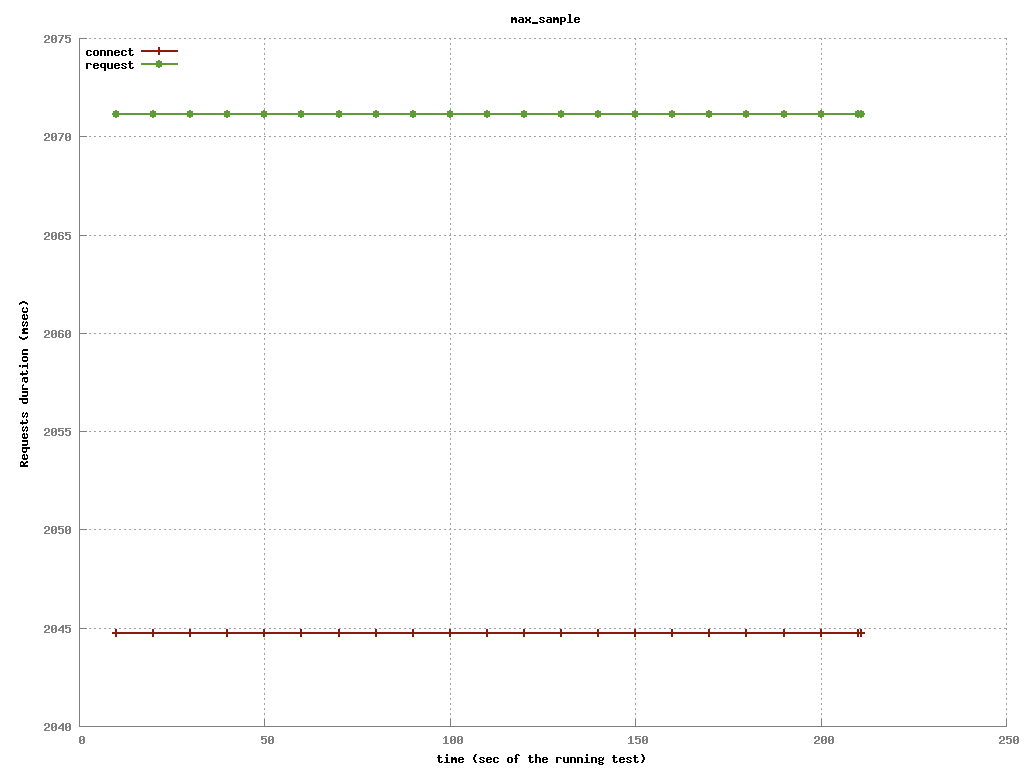 max_sample
2075
connect
request
2070
2065
2060
2055
2050
2045
2040
Requests duration (msec)
0 50 100 150 200 250
time (sec of the running test)